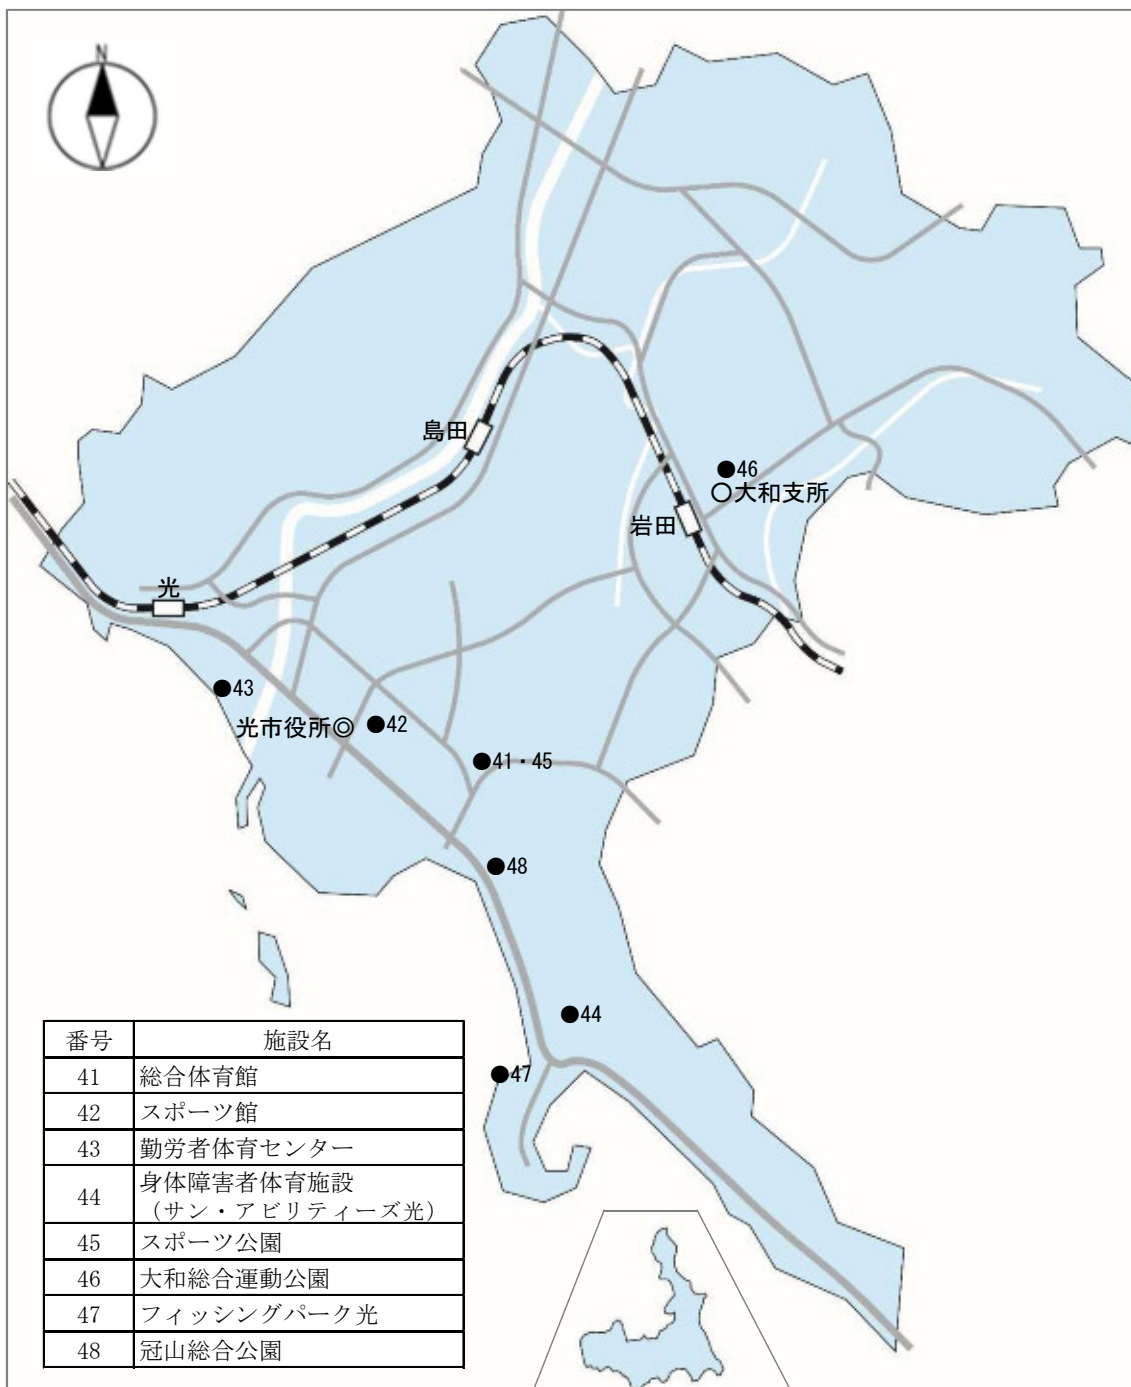 N
島田
●46
○大和支所
岩田
光
●43
光市役所◎
●42
●41・45
●48
●44
●47
番号 施設名
41 総合体育館
42 スポーツ館
43 勤労者体育センター
44 身体障害者体育施設
（サン・アビリティーズ光）
45 スポーツ公園
46 大和総合運動公園
47 フィッシングパーク光
48 冠山総合公園